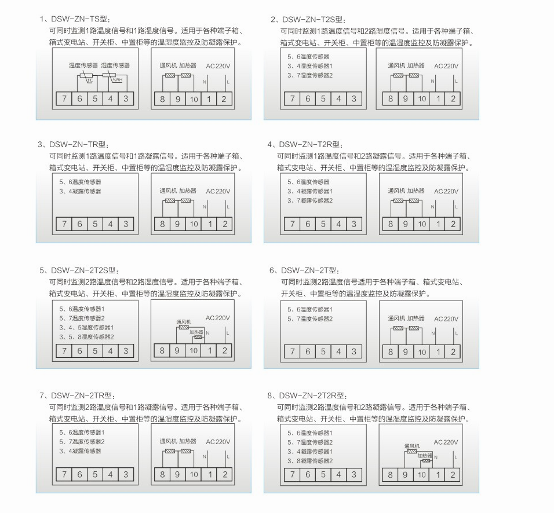 1、DSW-ZN-TS型：
可同时监测1路温度信号和1路湿度信号。适用于各种端子箱、
箱式变电站、开关柜、中置柜等的温湿度监控及防凝露保护。
温度传感器 湿度传感器
7 6 5 4 3
通风机 加热器 AC220V
N L
8 9 10 1 2
2、DSW-ZN-T2S型：
可同时监测1路温度信号和2路湿度信号。适用于各种端子箱、
箱式变电站、开关柜、中置柜等的温湿度监控及防凝露保护。
5、6温度传感器
3、4湿度传感器1
3、7湿度传感器2
7 6 5 4 3
通风机 加热器 AC220V
N L
8 9 10 1 2
3、DSW-ZN-TR型：
可同时监测1路温度信号和1路凝露信号。适用于各种端子箱、
箱式变电站、开关柜、中置柜等的温湿度监控及防凝露保护。
5、6温度传感器
3、4凝露传感器
7 6 5 4 3
通风机 加热器 AC220V
N L
8 9 10 1 2
4、DSW-ZN-T2R型：
可同时监测1路温度信号和2路凝露信号。适用于各种端子箱、
箱式变电站、开关柜、中置柜等的温湿度监控及防凝露保护。
5、6温度传感器
3、4凝露传感器1
3、7凝露传感器2
7 6 5 4 3
通风机 加热器 AC220V
N L
8 9 10 1 2
5、DSW-ZN-2T2S型：
可同时监测2路温度信号和2路湿度信号。适用于各种端子箱、
箱式变电站、开关柜、中置柜等的温湿度监控及防凝露保护。
5、6温度传感器1
5、7温度传感器2
3、4、5湿度传感器1
3、5、8湿度传感器2
7 6 5 4 3
通风机
加热器
AC220V
N L
8 9 10 1 2
6、DSW-ZN-2T型：
可同时监测2路温度信号适用于各种端子箱、箱式变电站、
开关柜、中置柜等的温湿度监控及防凝露保护。
5、6温度传感器1
5、7温度传感器2
7 6 5 4 3
通风机 加热器 AC220V
N L
8 9 10 1 2
7、DSW-ZN-2TR型：
可同时监测2路温度信号和1路凝露信号。适用于各种端子箱、
箱式变电站、开关柜、中置柜等的温湿度监控及防凝露保护。
5、6温度传感器1
5、7温度传感器2
3、4凝露传感器
7 6 5 4 3
通风机 加热器 AC220V
N L
8 9 10 1 2
8、DSW-ZN-2T2R型：
可同时监测2路温度信号和2路凝露信号。适用于各种端子箱、
箱式变电站、开关柜、中置柜等的温湿度监控及防凝露保护。
5、6温度传感器1
5、7温度传感器2
3、4凝露传感器1
3、8凝露传感器2
7 6 5 4 3
通风机
加热器
AC220V
N L
8 9 10 1 2